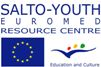 SALTO-YOUTH
EUROMED
RESOURCE CENTRE
Education and Culture